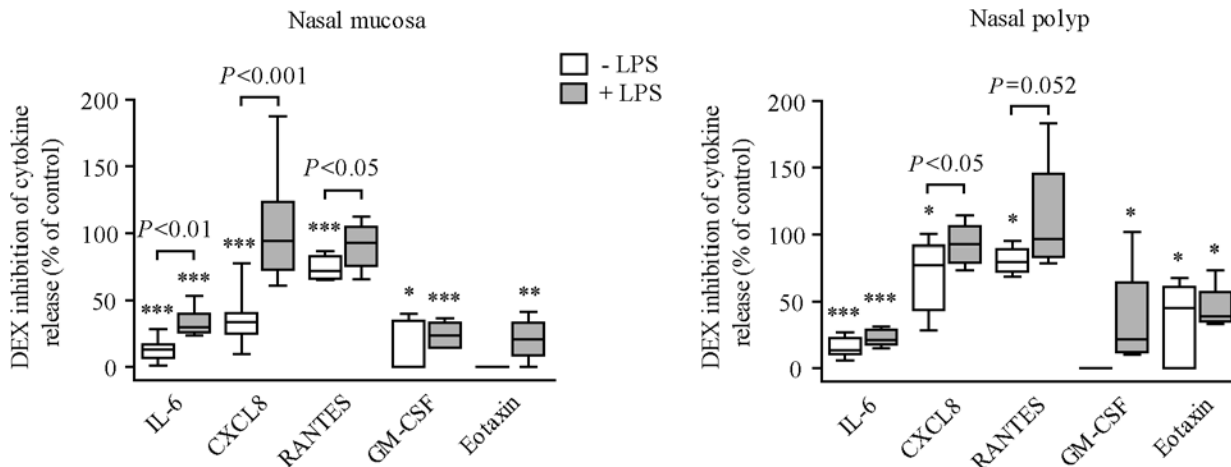 Nasal mucosa
- LPS
+ LPS
DEX inhibition of cytokine
release (% of control)
200
150
100
50
0
P<0.01
P<0.001
P<0.05
***
***
***
***
*
***
**
IL-6
CXCL8
RANTES
GM-CSF
Eotaxin
Nasal polyp
DEX inhibition of cytokine
release (% of control)
200
150
100
50
0
P<0.05
P=0.052
***
***
*
*
*
*
*
IL-6
CXCL8
RANTES
GM-CSF
Eotaxin